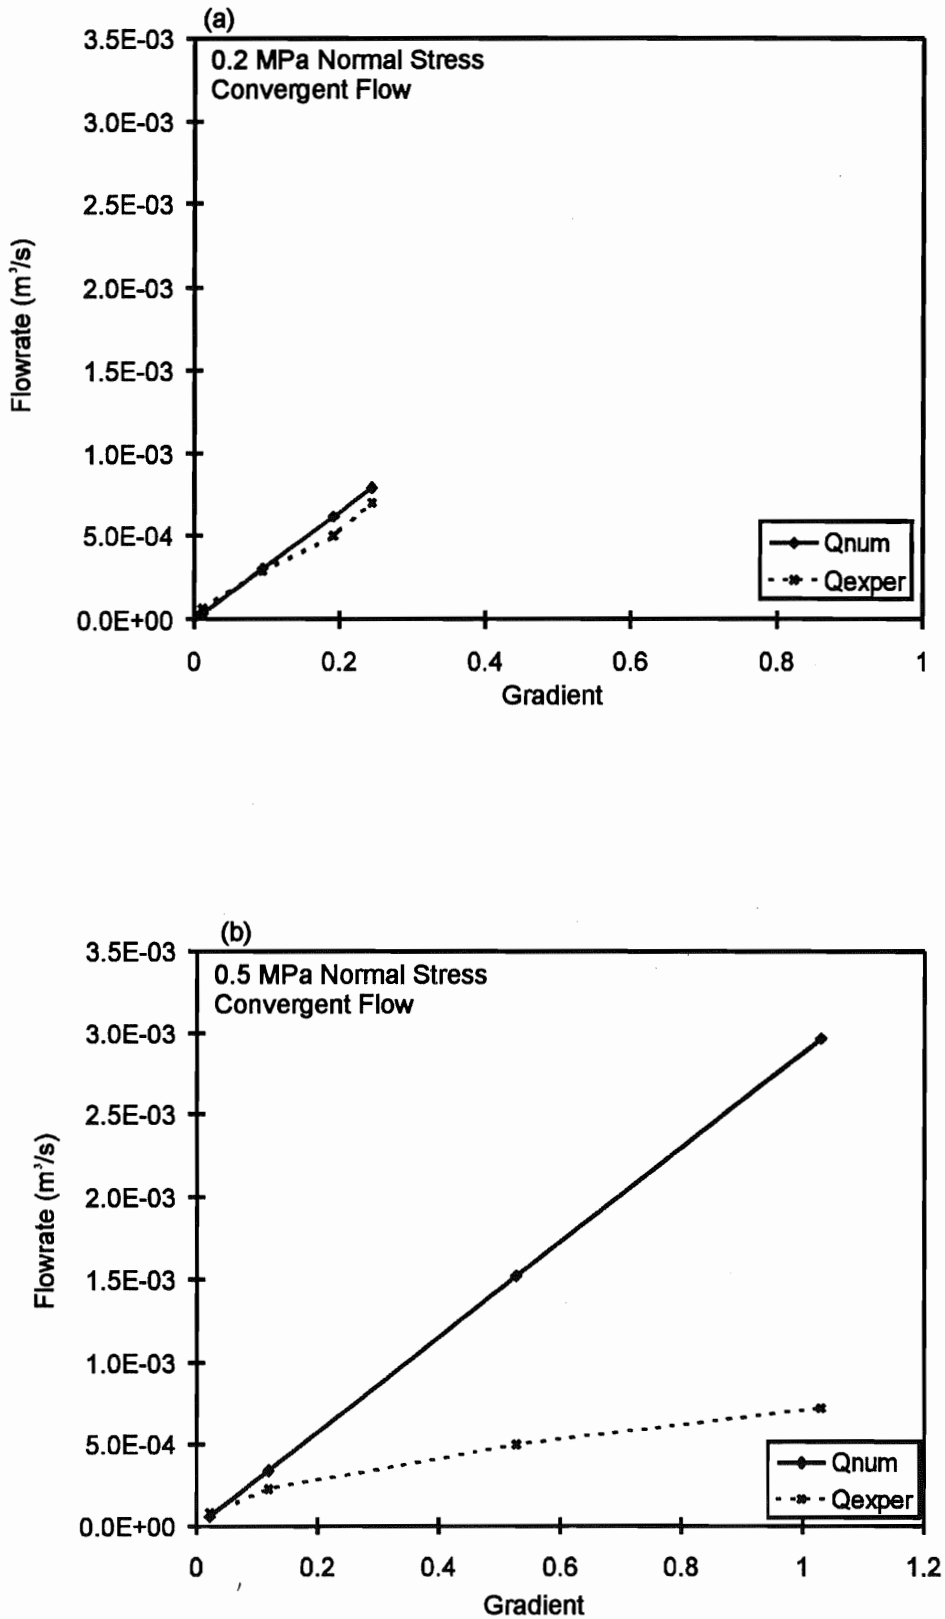 (a)
3.5E-03
0.2 MPa Normal Stress
Convergent Flow
3.0E-03
2.5E-03
2.0E-03
1.5E-03
1.0E-03
5.0E-04
0.0E+00
Flowrate (m³/s)
Qnum
Qexper
0 0.2 0.4 0.6 0.8 1
Gradient
(b)
3.5E-03
0.5 MPa Normal Stress
Convergent Flow
3.0E-03
2.5E-03
2.0E-03
1.5E-03
1.0E-03
5.0E-04
0.0E+00
Flowrate (m³/s)
Qnum
Qexper
0 0.2 0.4 0.6 0.8 1 1.2
Gradient